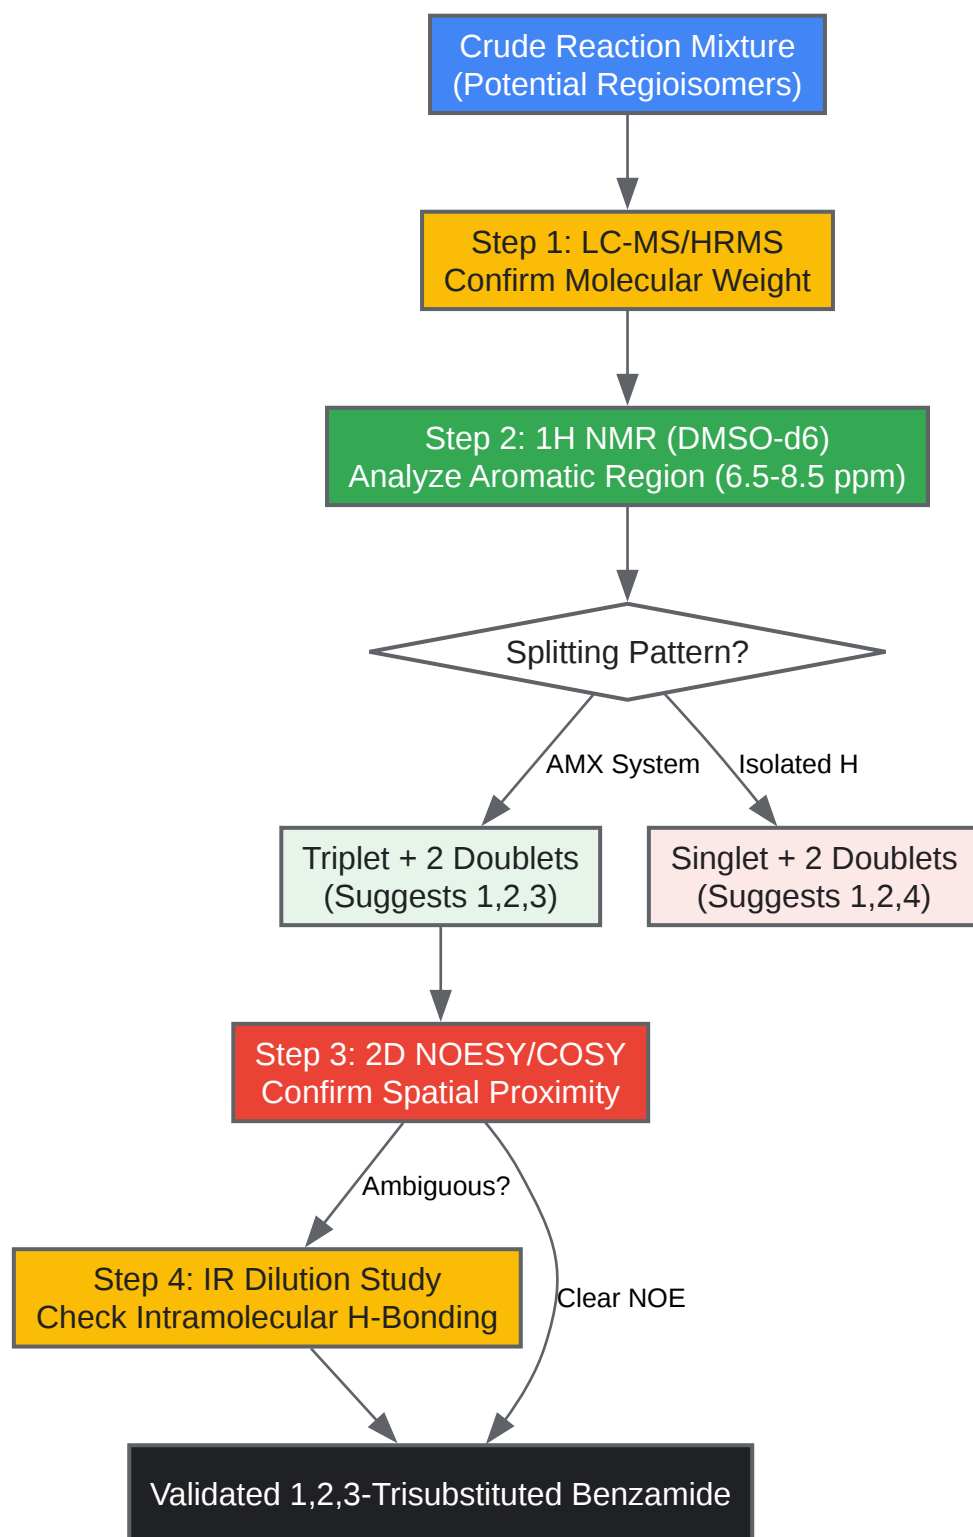 Crude Reaction Mixture
(Potential Regioisomers)
Step 1: LC-MS/HRMS
Confirm Molecular Weight
Step 2: 1H NMR (DMSO-d6)
Analyze Aromatic Region (6.5-8.5 ppm)
Splitting Pattern?
AMX System
Isolated H
Triplet + 2 Doublets
(Suggests 1,2,3)
Singlet + 2 Doublets
(Suggests 1,2,4)
Step 3: 2D NOESY/COSY
Confirm Spatial Proximity
Ambiguous?
Step 4: IR Dilution Study
Check Intramolecular H-Bonding
Clear NOE
Validated 1,2,3-Trisubstituted Benzamide